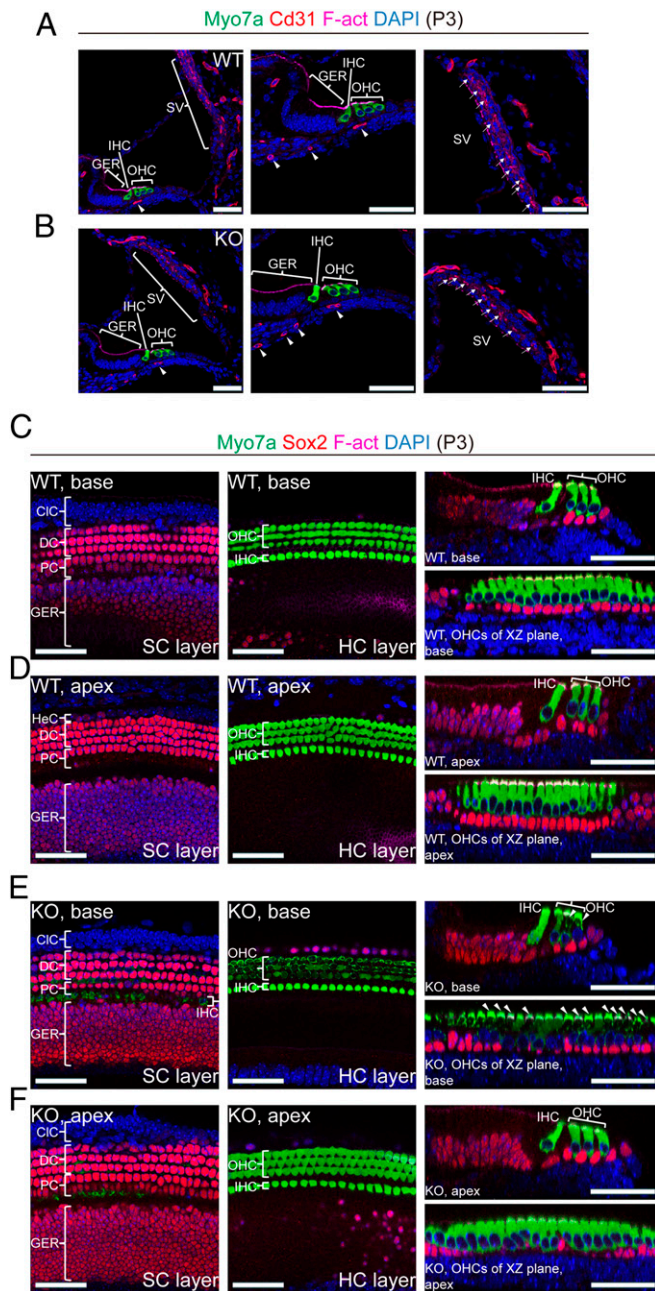 A
Myo7a Cd31 F-act DAPI (P3)
WT
SV
IHC
GER
OHC
IHC
GER
OHC
SV
B
KO
SV
IHC
GER
OHC
IHC
GER
OHC
SV
C
Myo7a Sox2 F-act DAPI (P3)
WT, base
ClC
DC
PC
GER
SC layer
WT, base
OHC
IHC
HC layer
IHC
OHC
WT, base
WT, OHCs of XZ plane,
base
D
WT, apex
HeC
DC
PC
GER
SC layer
WT, apex
OHC
IHC
HC layer
IHC
OHC
WT, apex
WT, OHCs of XZ plane,
apex
E
KO, base
ClC
DC
PC
IHC
GER
SC layer
KO, base
OHC
IHC
HC layer
IHC
OHC
KO, base
KO, OHCs of XZ plane,
base
F
KO, apex
ClC
DC
PC
GER
SC layer
KO, apex
OHC
IHC
HC layer
IHC
OHC
KO, apex
KO, OHCs of XZ plane,
apex